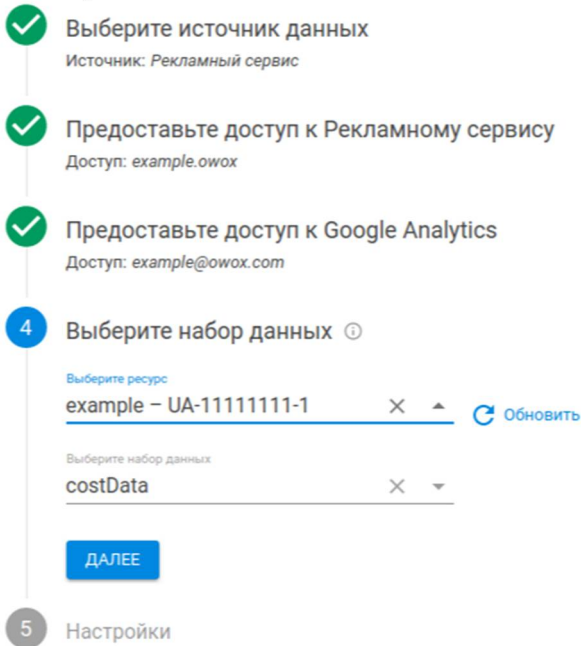 Выберите источник данных
Источник: Рекламный сервис
Предоставьте доступ к Рекламному сервису
Доступ: example.owox
Предоставьте доступ к Google Analytics
Доступ: example@owox.com
4 Выберите набор данных
Выберите ресурс
example – UA-11111111-1
Обновить
Выберите набор данных
costData
ДАЛЕЕ
5 Настройки